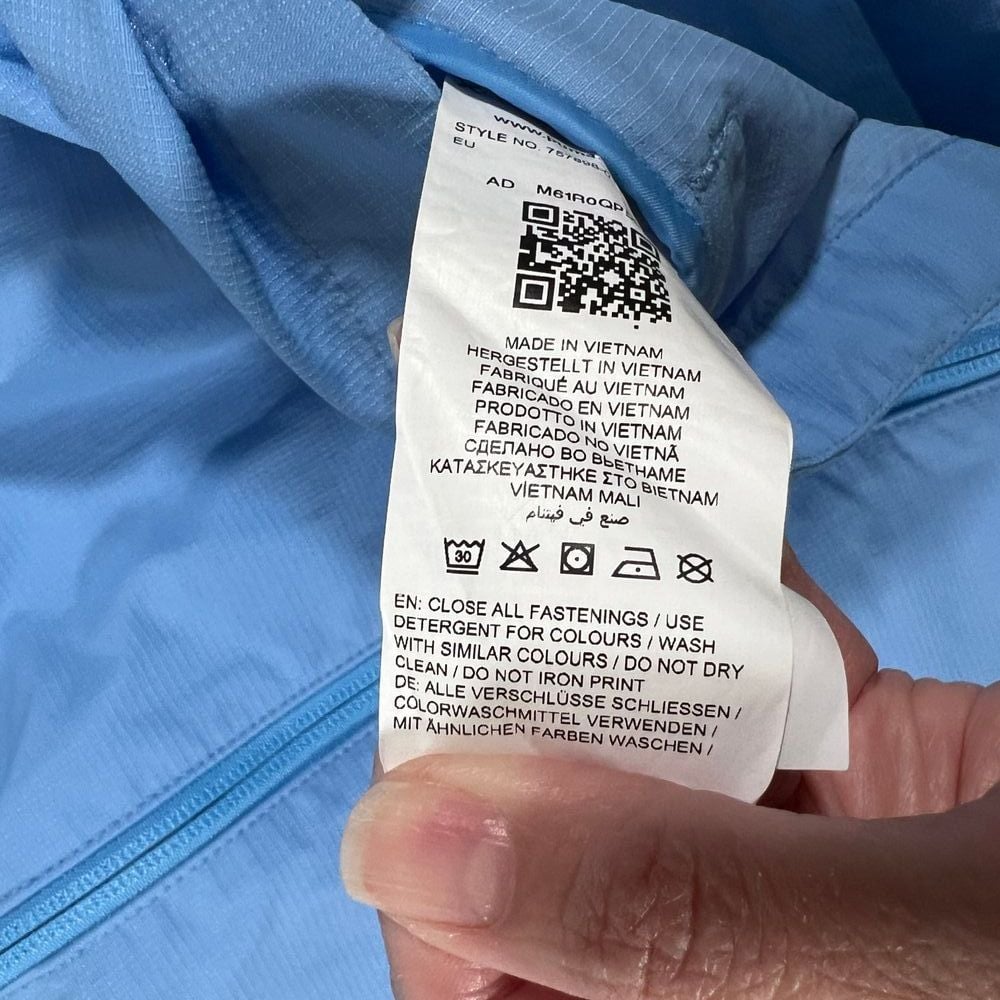 STYLE NO.
EU
AD
MADE IN VIETNAM
HERGESTELLT IN VIETNAM
FABRIQUÉ AU VIETNAM
FABRICADO EN VIETNAM
PRODOTTO IN VIETNAM
FABRICADO NO VIETNÃ
СДЕЛАНО ВО ВЬЕТНАМЕ
ΚΑΤΑΣΚΕΥΑΣΤΗΚΕ ΣΤΟ ΒΙΕΤΝΑΜ
VİETNAM MALI
صنع في فيتنام
30
EN: CLOSE ALL FASTENINGS / USE
DETERGENT FOR COLOURS / WASH
WITH SIMILAR COLOURS / DO NOT DRY
CLEAN / DO NOT IRON PRINT
DE: ALLE VERSCHLÜSSE SCHLIESSEN /
COLORWASCHMITTEL VERWENDEN /
MIT ÄHNLICHEN FARBEN WASCHEN /